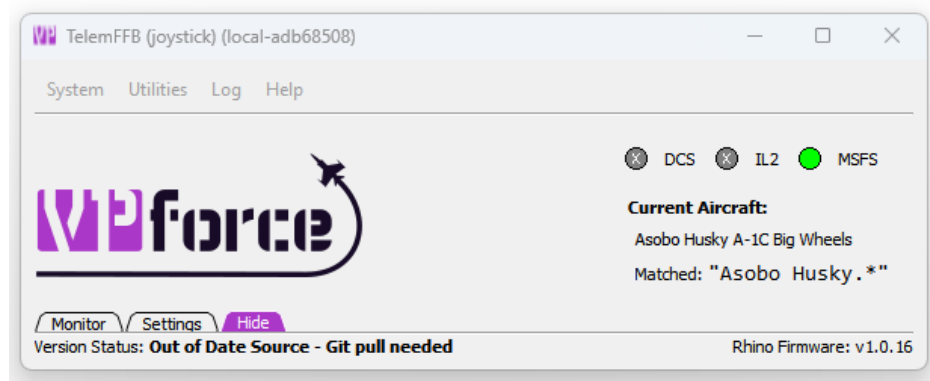 VP TelemFFB (joystick) (local-adb68508)
System Utilities Log Help
DCS IL2 MSFS
VPforce
Current Aircraft:
Asobo Husky A-1C Big Wheels
Matched: "Asobo Husky.*"
Monitor Settings Hide
Version Status: Out of Date Source - Git pull needed Rhino Firmware: v1.0.16